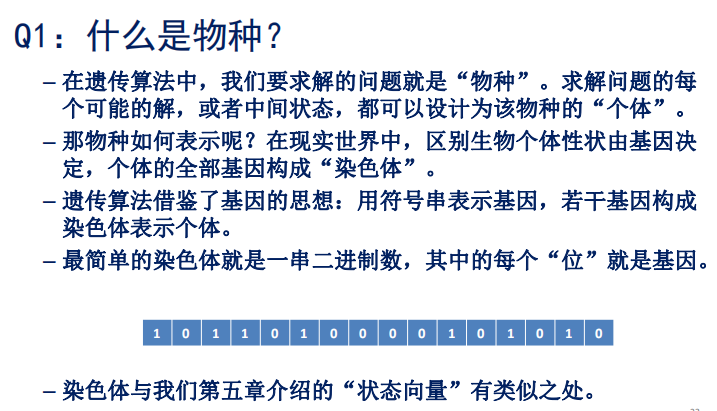 Q1：什么是物种？
– 在遗传算法中，我们要求解的问题就是“物种”。求解问题的每
个可能的解，或者中间状态，都可以设计为该物种的“个体”。
– 那物种如何表示呢？在现实世界中，区别生物个体性状由基因决
定，个体的全部基因构成“染色体”。
– 遗传算法借鉴了基因的思想：用符号串表示基因，若干基因构成
染色体表示个体。
– 最简单的染色体就是一串二进制数，其中的每个“位”就是基因。
1 0 1 1 0 1 0 0 0 0 1 0 1 0 1 0
– 染色体与我们第五章介绍的“状态向量”有类似之处。